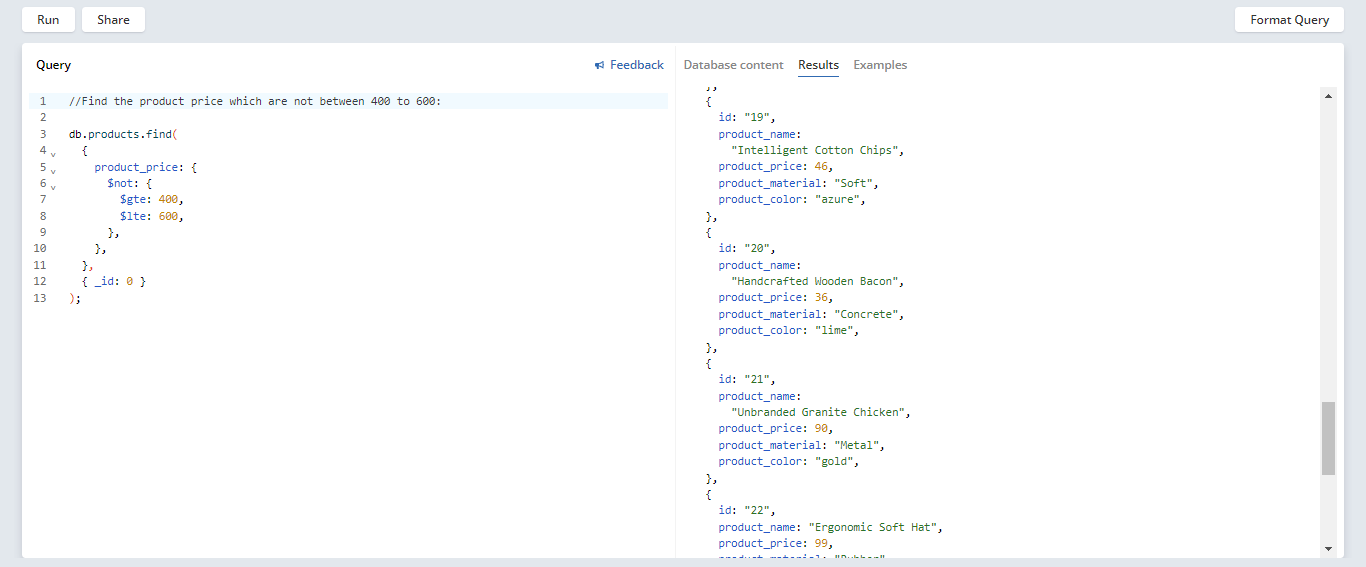 Run
Share
Format Query
Query
Feedback
Database content
Results
Examples
1 //Find the product price which are not between 400 to 600:
2
3 db.products.find(
4 {
5 product_price: {
6 $not: {
7 $gte: 400,
8 $lte: 600,
9 },
10 },
11 },
12 { _id: 0 }
13 );
},
{
id: "19",
product_name:
"Intelligent Cotton Chips",
product_price: 46,
product_material: "Soft",
product_color: "azure",
},
{
id: "20",
product_name:
"Handcrafted Wooden Bacon",
product_price: 36,
product_material: "Concrete",
product_color: "lime",
},
{
id: "21",
product_name:
"Unbranded Granite Chicken",
product_price: 90,
product_material: "Metal",
product_color: "gold",
},
{
id: "22",
product_name: "Ergonomic Soft Hat",
product_price: 99,
product_material: "Rubber"